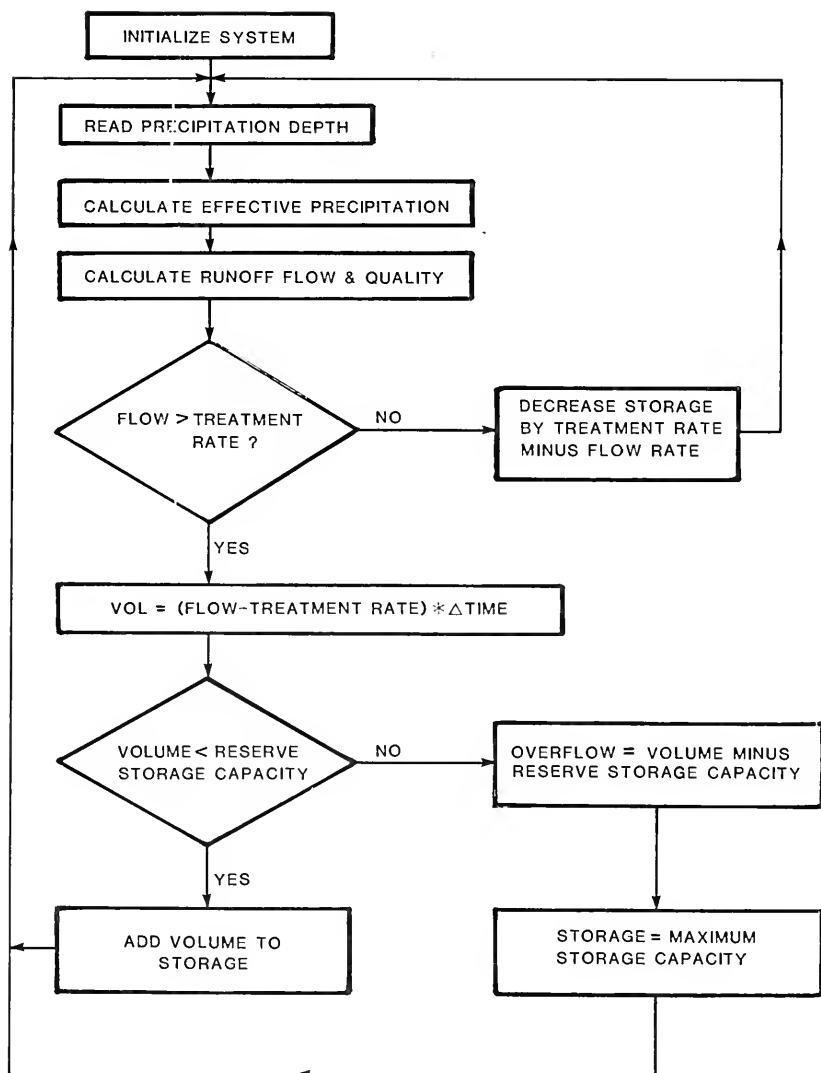 INITIALIZE SYSTEM
READ PRECIPITATION DEPTH
CALCULATE EFFECTIVE PRECIPITATION
CALCULATE RUNOFF FLOW & QUALITY
FLOW > TREATMENT
RATE ?
NO
DECREASE STORAGE
BY TREATMENT RATE
MINUS FLOW RATE
YES
VOL = (FLOW-TREATMENT RATE) * △TIME
VOLUME < RESERVE
STORAGE CAPACITY
NO
OVERFLOW = VOLUME MINUS
RESERVE STORAGE CAPACITY
YES
ADD VOLUME TO
STORAGE
STORAGE = MAXIMUM
STORAGE CAPACITY